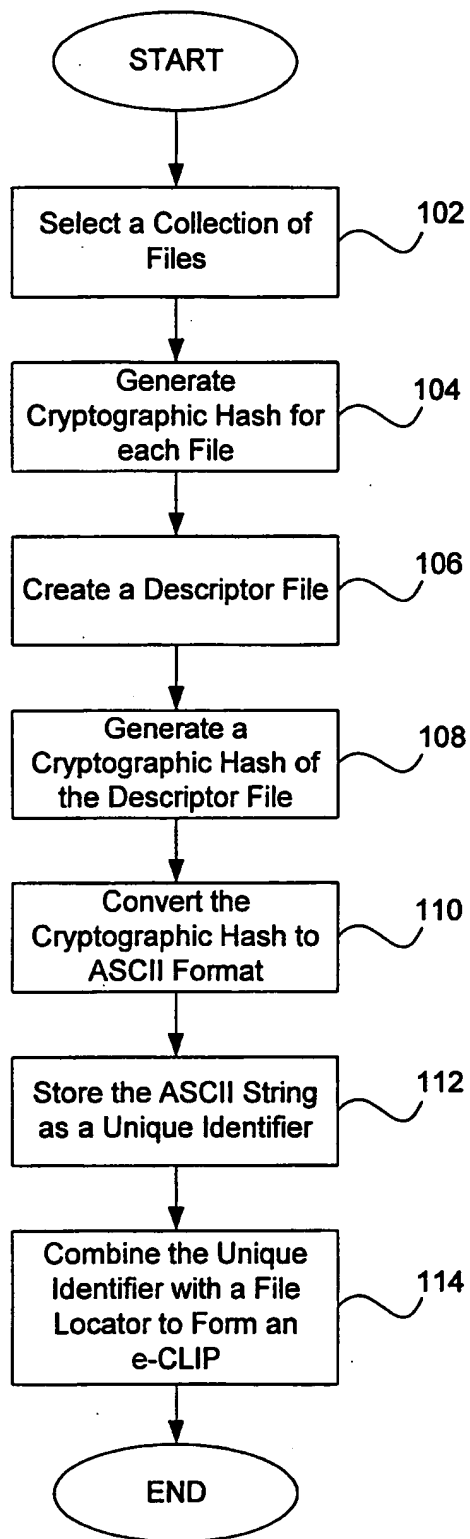 START
Select a Collection of
Files
102
Generate
Cryptographic Hash for
each File
104
Create a Descriptor File
106
Generate a
Cryptographic Hash of
the Descriptor File
108
Convert the
Cryptographic Hash to
ASCII Format
110
Store the ASCII String
as a Unique Identifier
112
Combine the Unique
Identifier with a File
Locator to Form an
e-CLIP
114
END